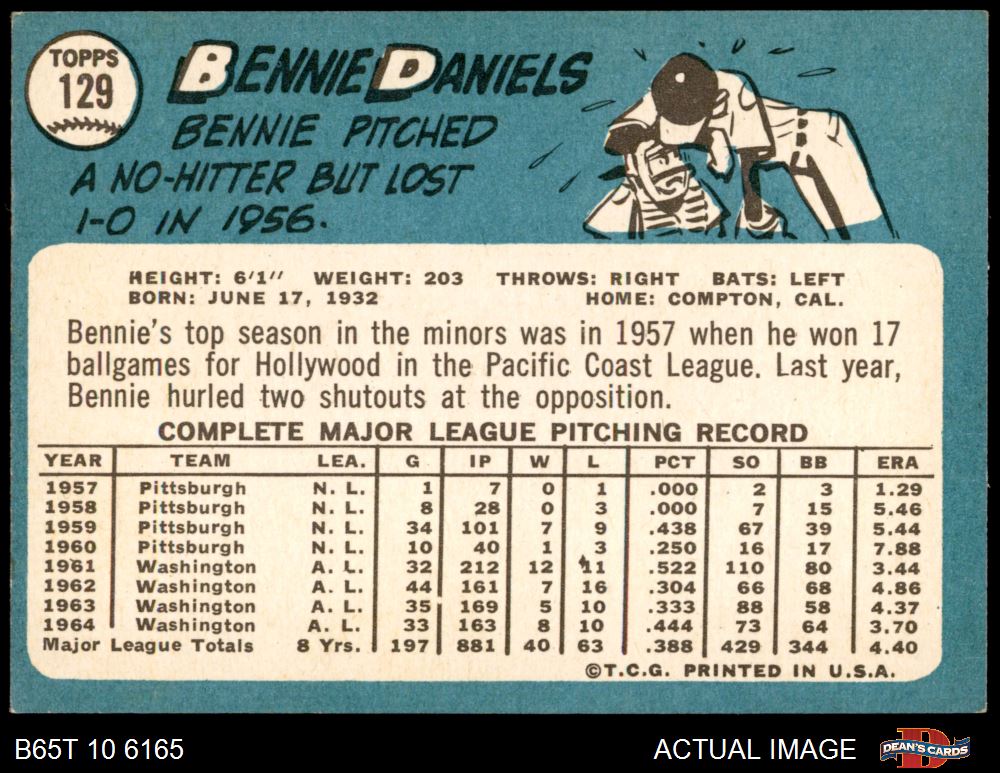 TOPPS
129
BENNIE DANIELS
BENNIE PITCHED
A NO-HITTER BUT LOST
1-0 IN 1956.
HEIGHT: 6'1" WEIGHT: 203 THROWS: RIGHT BATS: LEFT
BORN: JUNE 17, 1932 HOME: COMPTON, CAL.
Bennie's top season in the minors was in 1957 when he won 17
ballgames for Hollywood in the Pacific Coast League. Last year,
Bennie hurled two shutouts at the opposition.
COMPLETE MAJOR LEAGUE PITCHING RECORD
YEAR TEAM LEA. G IP W L PCT SO BB ERA
1957 Pittsburgh N. L. 1 7 0 1 .000 2 3 1.29
1958 Pittsburgh N. L. 8 28 0 3 .000 7 15 5.46
1959 Pittsburgh N. L. 34 101 7 9 .438 67 39 5.44
1960 Pittsburgh N. L. 10 40 1 3 .250 16 17 7.88
1961 Washington A. L. 32 212 12 11 .522 110 80 3.44
1962 Washington A. L. 44 161 7 16 .304 66 68 4.86
1963 Washington A. L. 35 169 5 10 .333 88 58 4.37
1964 Washington A. L. 33 163 8 10 .444 73 64 3.70
Major League Totals 8 Yrs. 197 881 40 63 .388 429 344 4.40
©T.C.G. PRINTED IN U.S.A.
B65T 10 6165 ACTUAL IMAGE DEAN'S CARDS